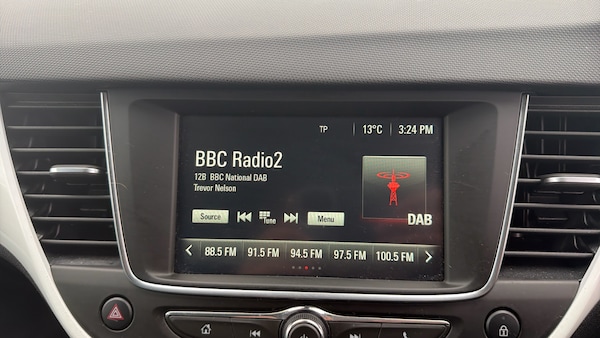 TP 13°C 3:24 PM
BBC Radio2
12B BBC National DAB
Trevor Nelson
Source Tune Menu
DAB
88.5 FM 91.5 FM 94.5 FM 97.5 FM 100.5 FM